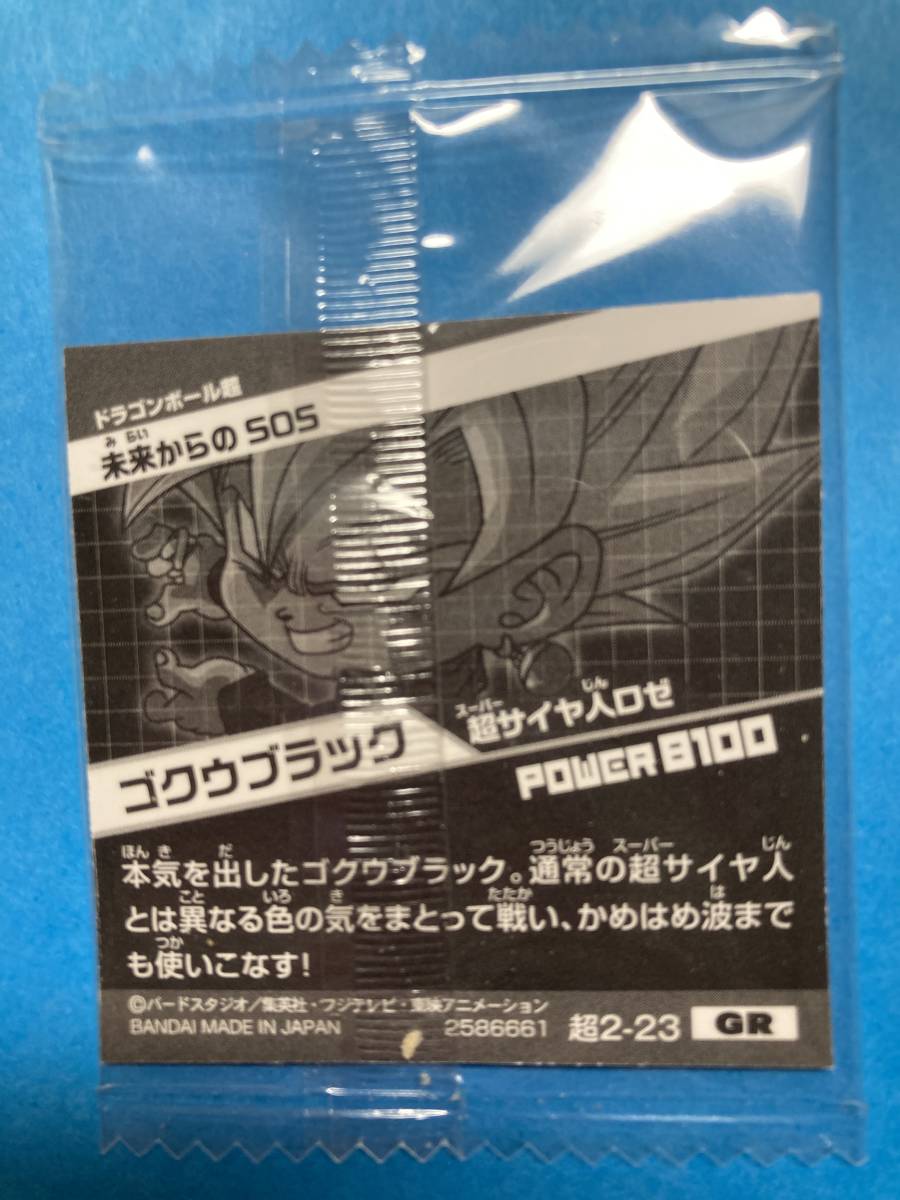 ドラゴンボール超
みらい
未来からのSOS
スーパー じん
超サイヤ人ロゼ
ゴクウブラック
POWER 8100
ほんき だ つうじょう スーパー じん
本気を出したゴクウブラック。通常の超サイヤ人
こと いろ き たたか は
とは異なる色の気をまとって戦い、かめはめ波まで
つか
も使いこなす!
©バードスタジオ/集英社・フジテレビ・東映アニメーション
BANDAI MADE IN JAPAN 2586661 超2-23 GR